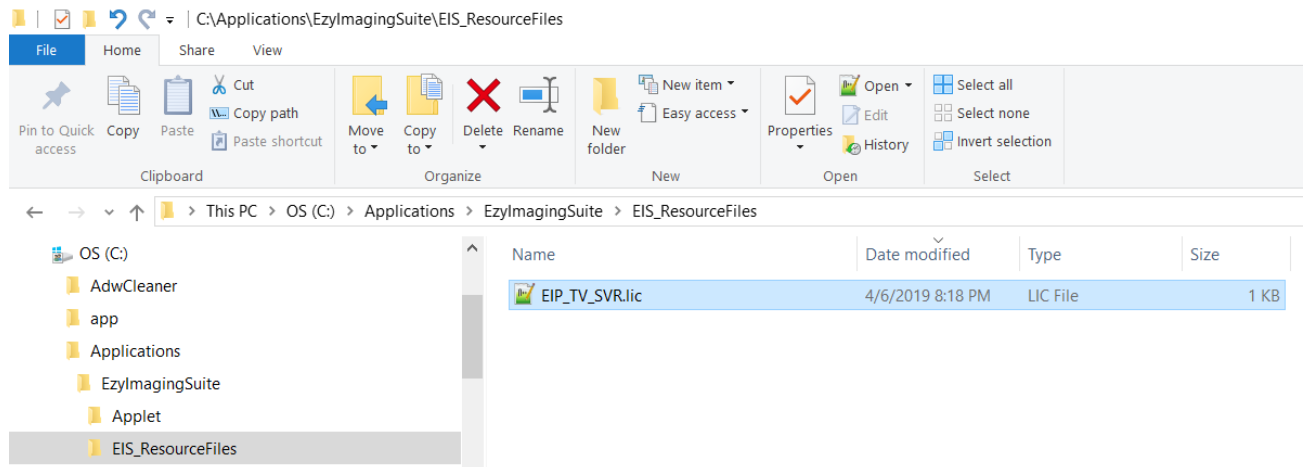 C:\Applications\EzyImagingSuite\EIS_ResourceFiles
File Home Share View
Pin to Quick access
Copy
Paste
Cut
Copy path
Paste shortcut
Clipboard
Move to
Copy to
Delete
Rename
Organize
New folder
New item
Easy access
New
Properties
Open
Edit
History
Open
Select all
Select none
Invert selection
Select
This PC > OS (C:) > Applications > EzyImagingSuite > EIS_ResourceFiles
OS (C:)
AdwCleaner
app
Applications
EzyImagingSuite
Applet
EIS_ResourceFiles
Name Date modified Type Size
EIP_TV_SVR.lic 4/6/2019 8:18 PM LIC File 1 KB